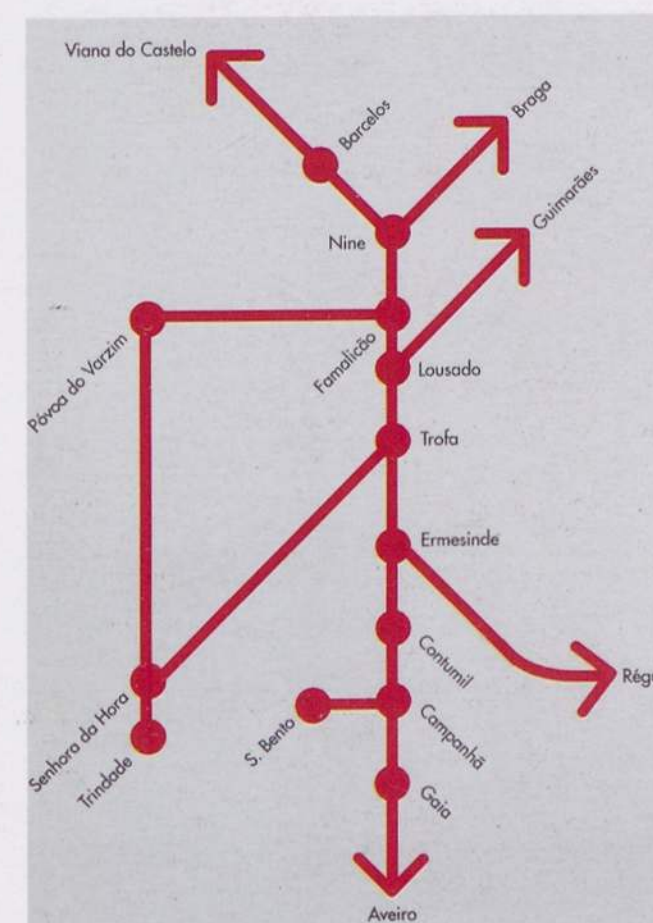 Viana do Castelo
Barcelos
Braga
Guimarães
Nine
Póvoa do Varzim
Famalicão
Lousado
Trofa
Ermesinde
Contumil
Régu
Senhora da Hora
S. Bento
Campanhã
Trindade
Gaia
Aveiro